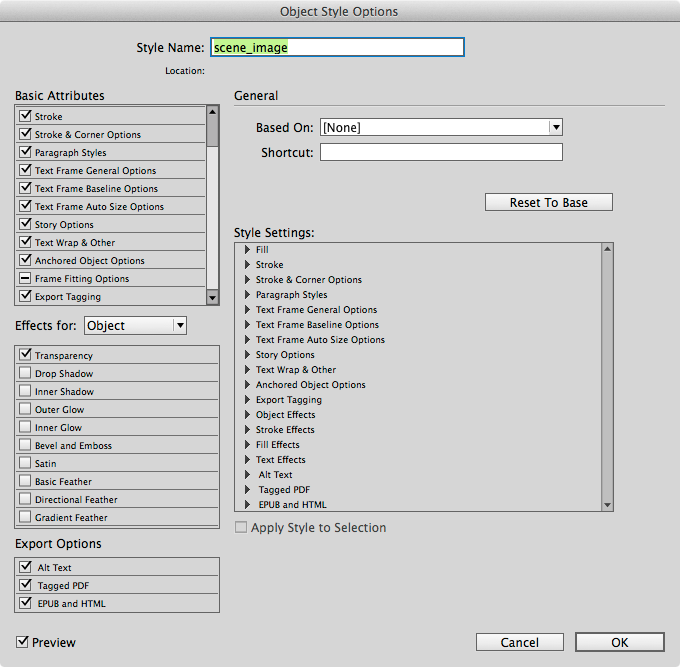 Object Style Options
Style Name: scene_image
Location:
Basic Attributes
Stroke
Stroke & Corner Options
Paragraph Styles
Text Frame General Options
Text Frame Baseline Options
Text Frame Auto Size Options
Story Options
Text Wrap & Other
Anchored Object Options
Frame Fitting Options
Export Tagging
Effects for: Object
Transparency
Drop Shadow
Inner Shadow
Outer Glow
Inner Glow
Bevel and Emboss
Satin
Basic Feather
Directional Feather
Gradient Feather
Export Options
Alt Text
Tagged PDF
EPUB and HTML
Preview
General
Based On: [None]
Shortcut:
Reset To Base
Style Settings:
Fill
Stroke
Stroke & Corner Options
Paragraph Styles
Text Frame General Options
Text Frame Baseline Options
Text Frame Auto Size Options
Story Options
Text Wrap & Other
Anchored Object Options
Export Tagging
Object Effects
Stroke Effects
Fill Effects
Text Effects
Alt Text
Tagged PDF
EPUB and HTML
Apply Style to Selection
Cancel
OK